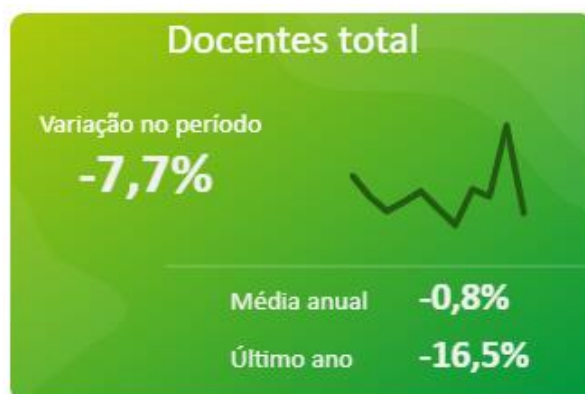 Docentes total
Variação no período
-7,7%
Média anual -0,8%
Último ano -16,5%